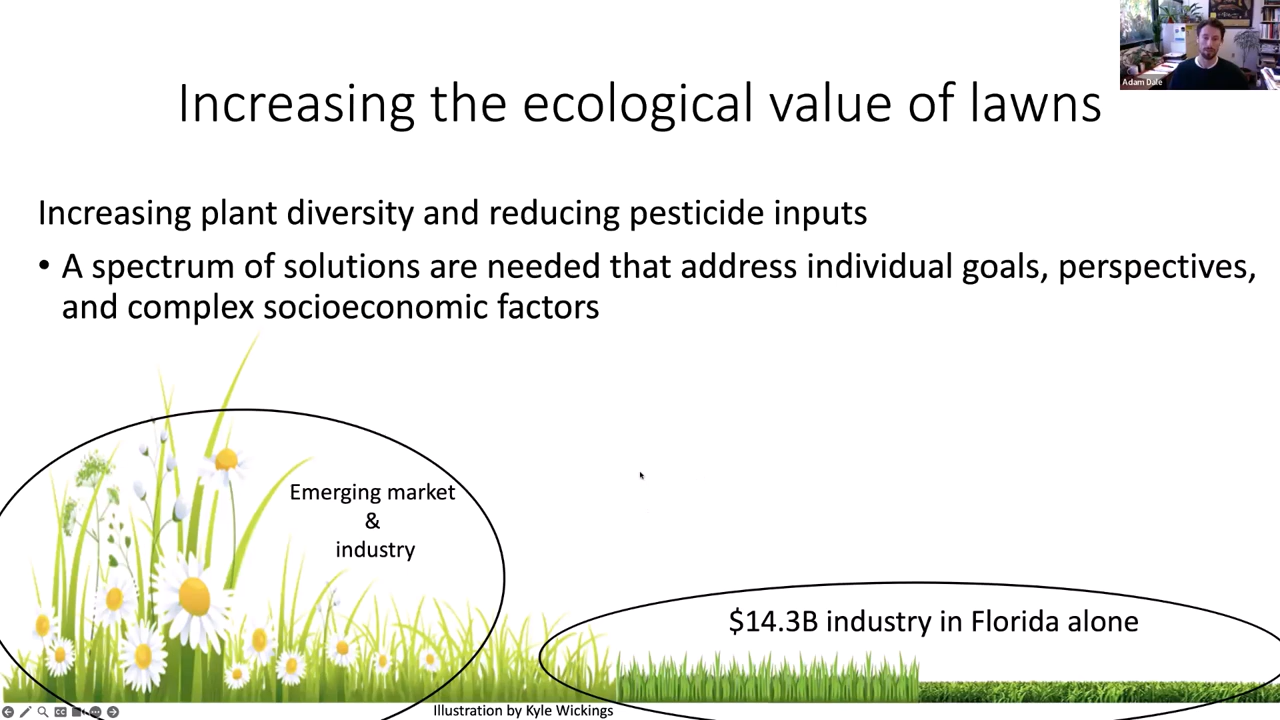 Adam Dale
Increasing the ecological value of lawns
Increasing plant diversity and reducing pesticide inputs
• A spectrum of solutions are needed that address individual goals, perspectives,
and complex socioeconomic factors
Emerging market
&
industry
$14.3B industry in Florida alone
Illustration by Kyle Wickings